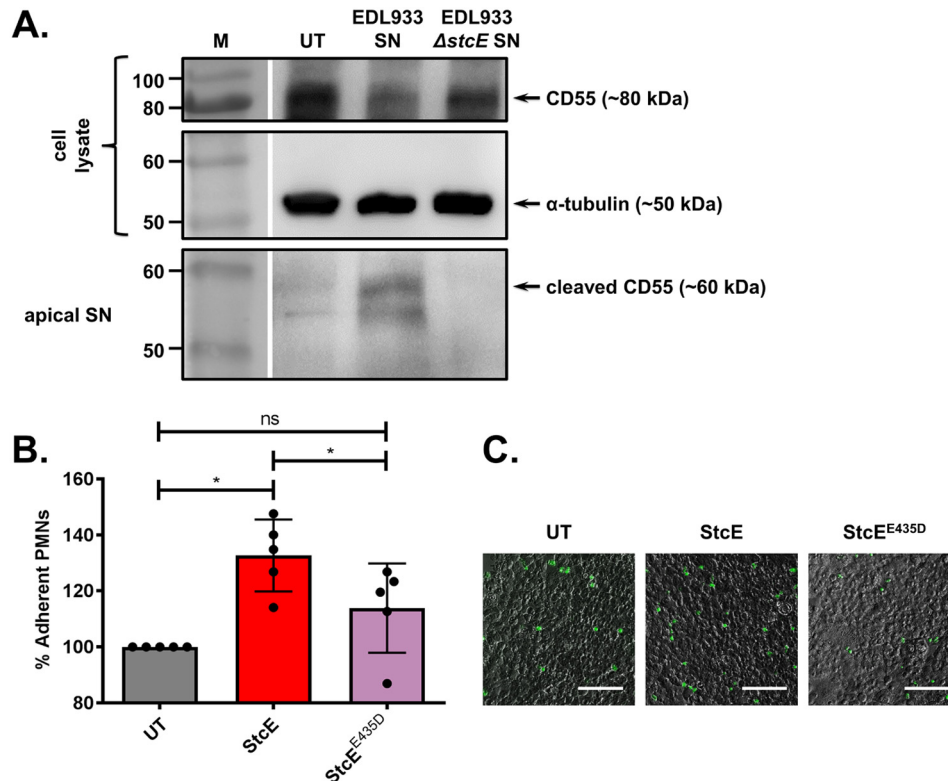 A.
M
UT
EDL933
SN
EDL933
ΔstcE SN
cell
lysate
100
80
CD55 (~80 kDa)
60
50
α-tubulin (~50 kDa)
apical SN
60
50
cleaved CD55 (~60 kDa)
B.
ns
*
*
% Adherent PMNs
160
140
120
100
80
UT
StcE
StcE^E435D
C.
UT
StcE
StcE^E435D